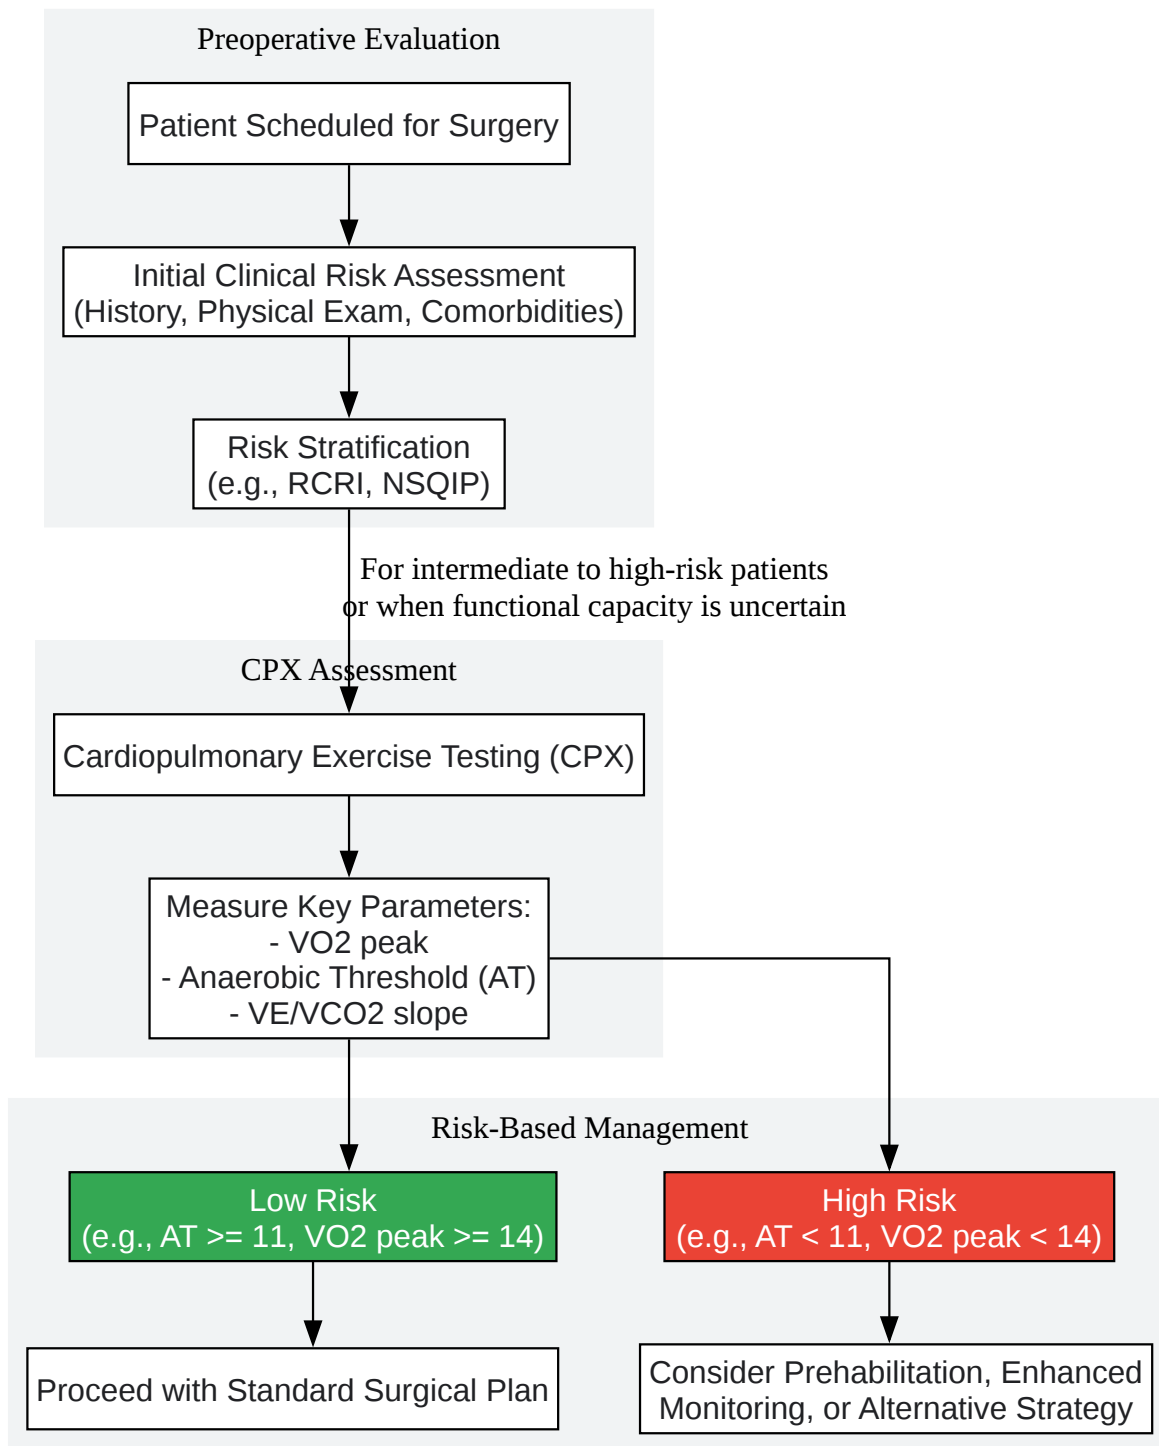 Preoperative Evaluation
Patient Scheduled for Surgery
Initial Clinical Risk Assessment
(History, Physical Exam, Comorbidities)
Risk Stratification
(e.g., RCRI, NSQIP)
For intermediate to high-risk patients
or when functional capacity is uncertain
CPX Assessment
Cardiopulmonary Exercise Testing (CPX)
Measure Key Parameters:
- VO2 peak
- Anaerobic Threshold (AT)
- VE/VCO2 slope
Risk-Based Management
Low Risk
(e.g., AT >= 11, VO2 peak >= 14)
High Risk
(e.g., AT < 11, VO2 peak < 14)
Proceed with Standard Surgical Plan
Consider Prehabilitation, Enhanced
Monitoring, or Alternative Strategy